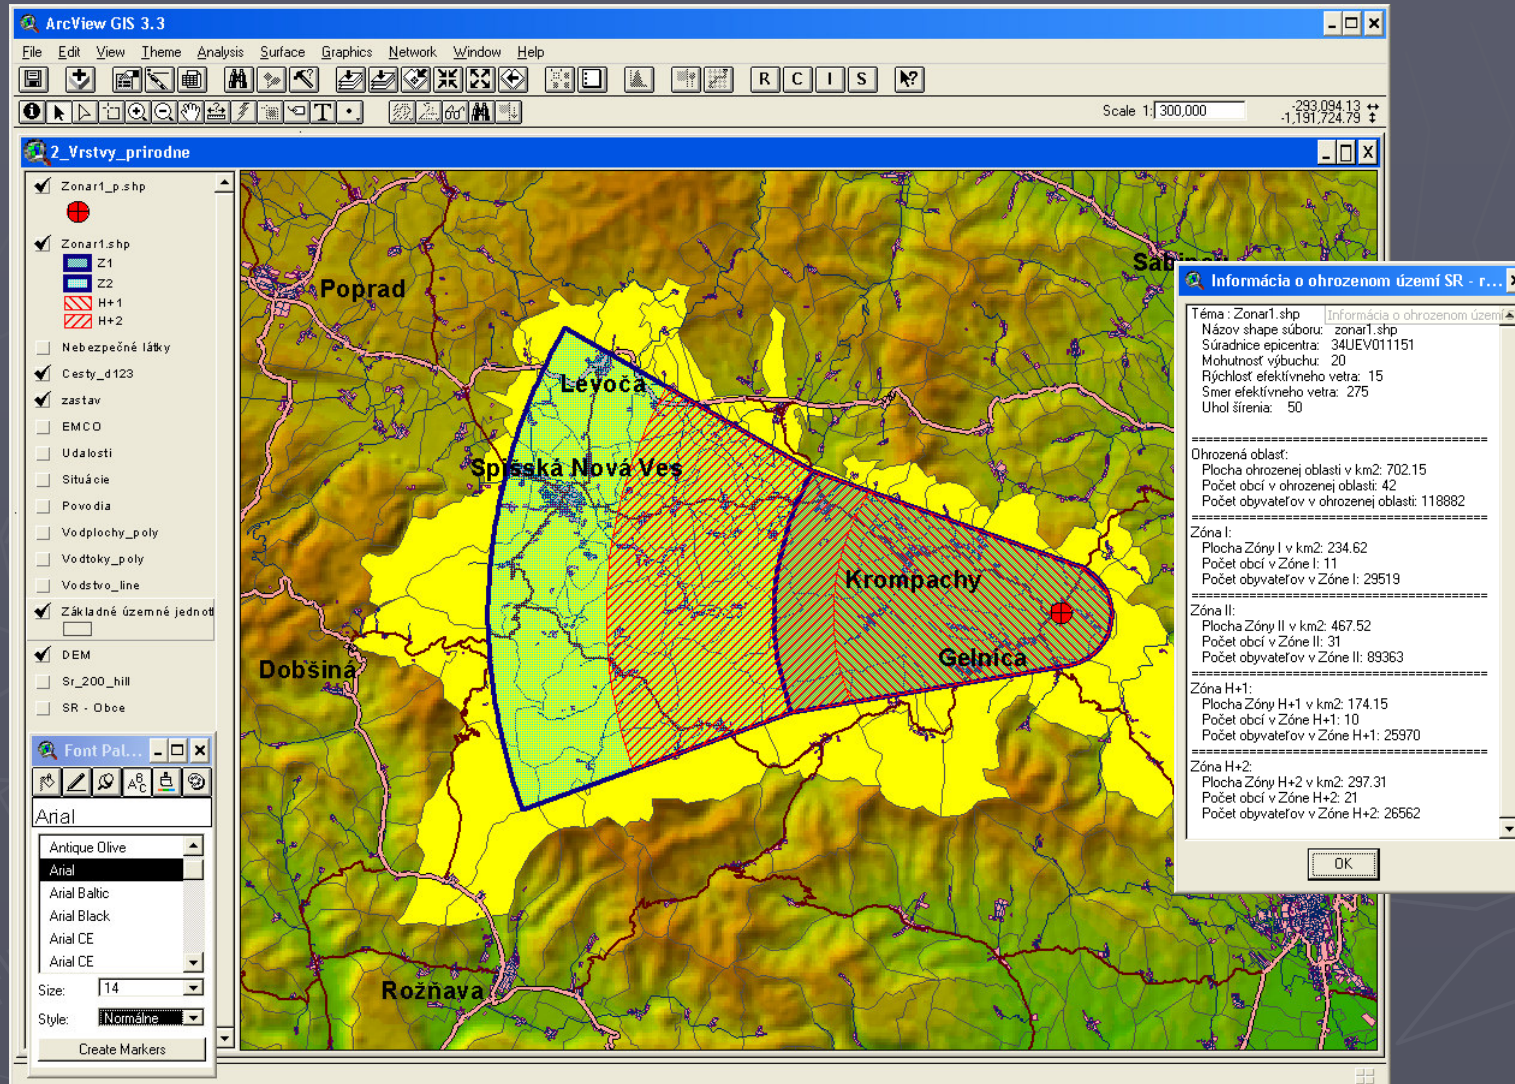 ArcView GIS 3.3
File Edit View Theme Analysis Surface Graphics Network Window Help
R C I S
Scale 1: 300,000
-293,094.13
-1,191,724.79
2_Vrstvy_prirodne
Zonar1_p.shp
Zonar1.shp
Z1
Z2
H+1
H+2
Nebezpečné látky
Cesty_d123
zastav
EMCO
Udalosti
Situácie
Povodia
Vodplochy_poly
Vodtoky_poly
Vodstvo_line
Základné územné jednot
DEM
Sr_200_hill
SR - Obce
Poprad
Levoča
Spišská Nová Ves
Krompachy
Gelnica
Dobšiná
Rožňava
Font Pal...
Arial
Antique Olive
Arial
Arial Baltic
Arial Black
Arial CE
Arial CE
Size: 14
Style: Normálne
Create Markers
Informácia o ohrozenom území SR - r...
Téma : Zonar1.shp
Informácia o ohrozenom území
Názov shape súboru: zonar1.shp
Súradnice epicentra: 34UEV011151
Mohutnosť výbuchu: 20
Rýchlosť efektívneho vetra: 15
Smer efektívneho vetra: 275
Uhol šírenia: 50
Ohrozená oblasť:
Plocha ohrozenej oblasti v km2: 702.15
Počet obcí v ohrozenej oblasti: 42
Počet obyvateľov v ohrozenej oblasti: 118882
Zóna I:
Plocha Zóny I v km2: 234.62
Počet obcí v Zóne I: 11
Počet obyvateľov v Zóne I: 29519
Zóna II:
Plocha Zóny II v km2: 467.52
Počet obcí v Zóne II: 31
Počet obyvateľov v Zóne II: 89363
Zóna H+1:
Plocha Zóny H+1 v km2: 174.15
Počet obcí v Zóne H+1: 10
Počet obyvateľov v Zóne H+1: 25970
Zóna H+2:
Plocha Zóny H+2 v km2: 297.31
Počet obcí v Zóne H+2: 21
Počet obyvateľov v Zóne H+2: 26562
OK